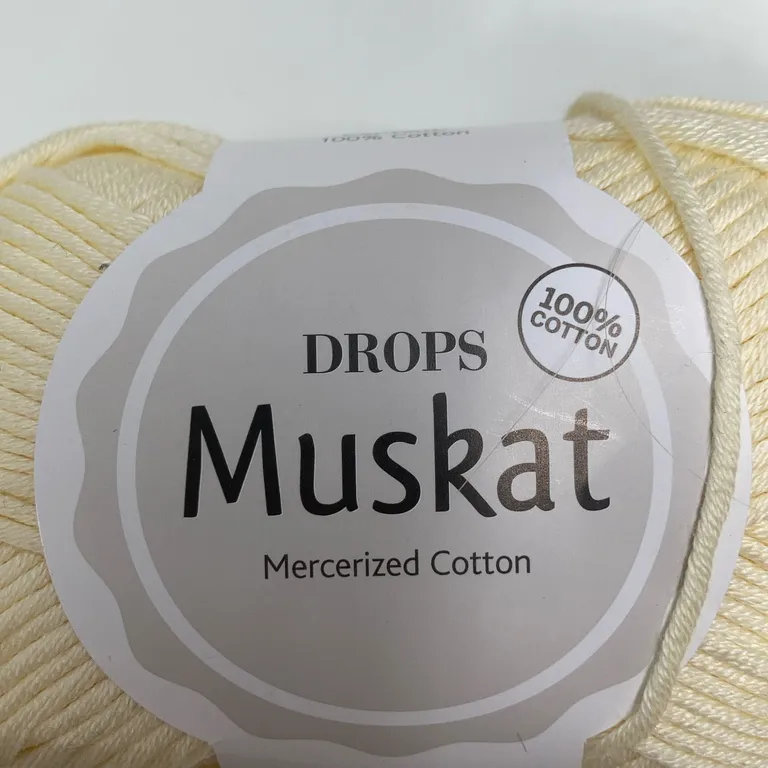 100% Cotton
100%
COTTON
DROPS
Muskat
Mercerized Cotton